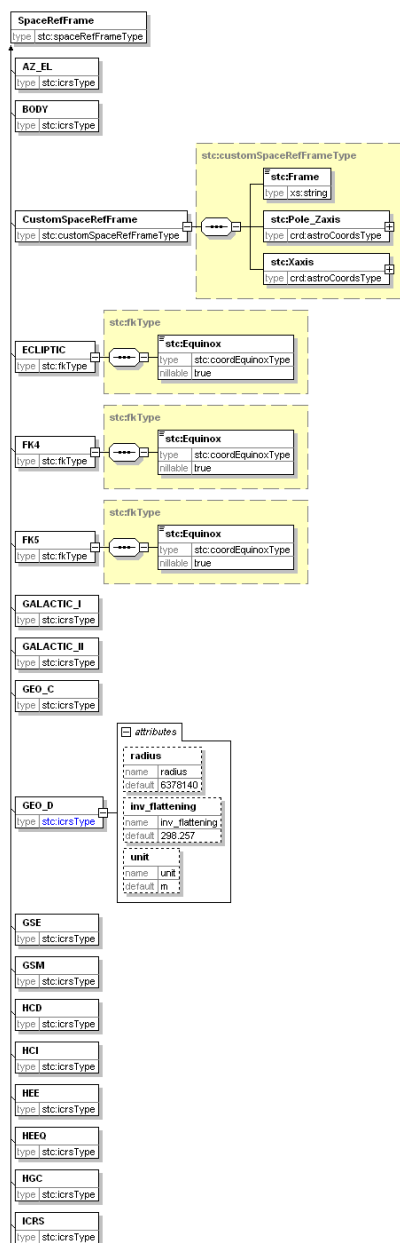 SpaceRefFrame
type stc:spaceRefFrameType
AZ_EL
type stc:icrsType
BODY
type stc:icrsType
stc:customSpaceRefFrameType
stc:Frame
type xs:string
CustomSpaceRefFrame
type stc:customSpaceRefFrameType
stc:Pole_Zaxis
type crd:astroCoordsType
stc:Xaxis
type crd:astroCoordsType
stc:fkType
ECLIPTIC
type stc:fkType
stc:Equinox
type stc:coordEquinoxType
nillable true
stc:fkType
FK4
type stc:fkType
stc:Equinox
type stc:coordEquinoxType
nillable true
stc:fkType
FK5
type stc:fkType
stc:Equinox
type stc:coordEquinoxType
nillable true
GALACTIC_I
type stc:icrsType
GALACTIC_II
type stc:icrsType
GEO_C
type stc:icrsType
GEO_D
type stc:icrsType
attributes
radius
name radius
default 6378140
inv_flattening
name inv_flattening
default 298.257
unit
name unit
default m
GSE
type stc:icrsType
GSM
type stc:icrsType
HCD
type stc:icrsType
HCI
type stc:icrsType
HEE
type stc:icrsType
HEEQ
type stc:icrsType
HGC
type stc:icrsType
ICRS
type stc:icrsType